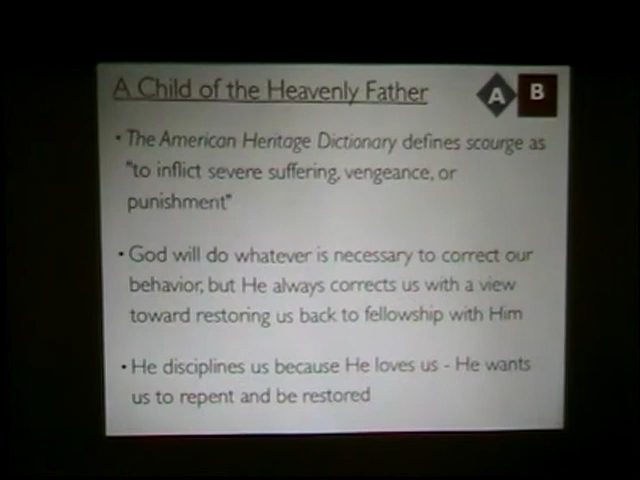 A Child of the Heavenly Father
A B
• The American Heritage Dictionary defines scourge as
"to inflict severe suffering, vengeance, or
punishment"
• God will do whatever is necessary to correct our
behavior, but He always corrects us with a view
toward restoring us back to fellowship with Him
• He disciplines us because He loves us - He wants
us to repent and be restored